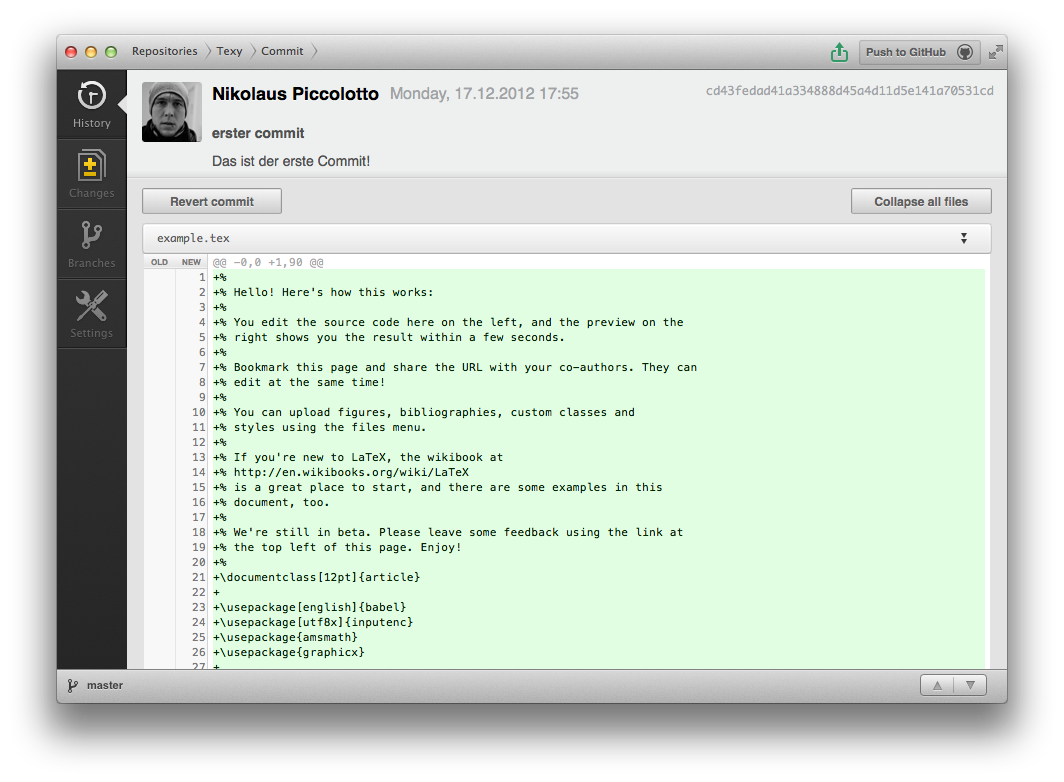 Repositories Texy Commit Push to GitHub
History
Changes
Branches
Settings
Nikolaus Piccolotto Monday, 17.12.2012 17:55 cd43fedad41a334888d45a4d11d5e141a70531cd
erster commit
Das ist der erste Commit!
Revert commit Collapse all files
example.tex
OLD NEW @@ -0,0 +1,90 @@
1 +%
2 +% Hello! Here's how this works:
3 +%
4 +% You edit the source code here on the left, and the preview on the
5 +% right shows you the result within a few seconds.
6 +%
7 +% Bookmark this page and share the URL with your co-authors. They can
8 +% edit at the same time!
9 +%
10 +% You can upload figures, bibliographies, custom classes and
11 +% styles using the files menu.
12 +%
13 +% If you're new to LaTeX, the wikibook at
14 +% http://en.wikibooks.org/wiki/LaTeX
15 +% is a great place to start, and there are some examples in this
16 +% document, too.
17 +%
18 +% We're still in beta. Please leave some feedback using the link at
19 +% the top left of this page. Enjoy!
20 +%
21 +\documentclass[12pt]{article}
22 +
23 +\usepackage[english]{babel}
24 +\usepackage[utf8x]{inputenc}
25 +\usepackage{amsmath}
26 +\usepackage{graphicx}
27 +
master